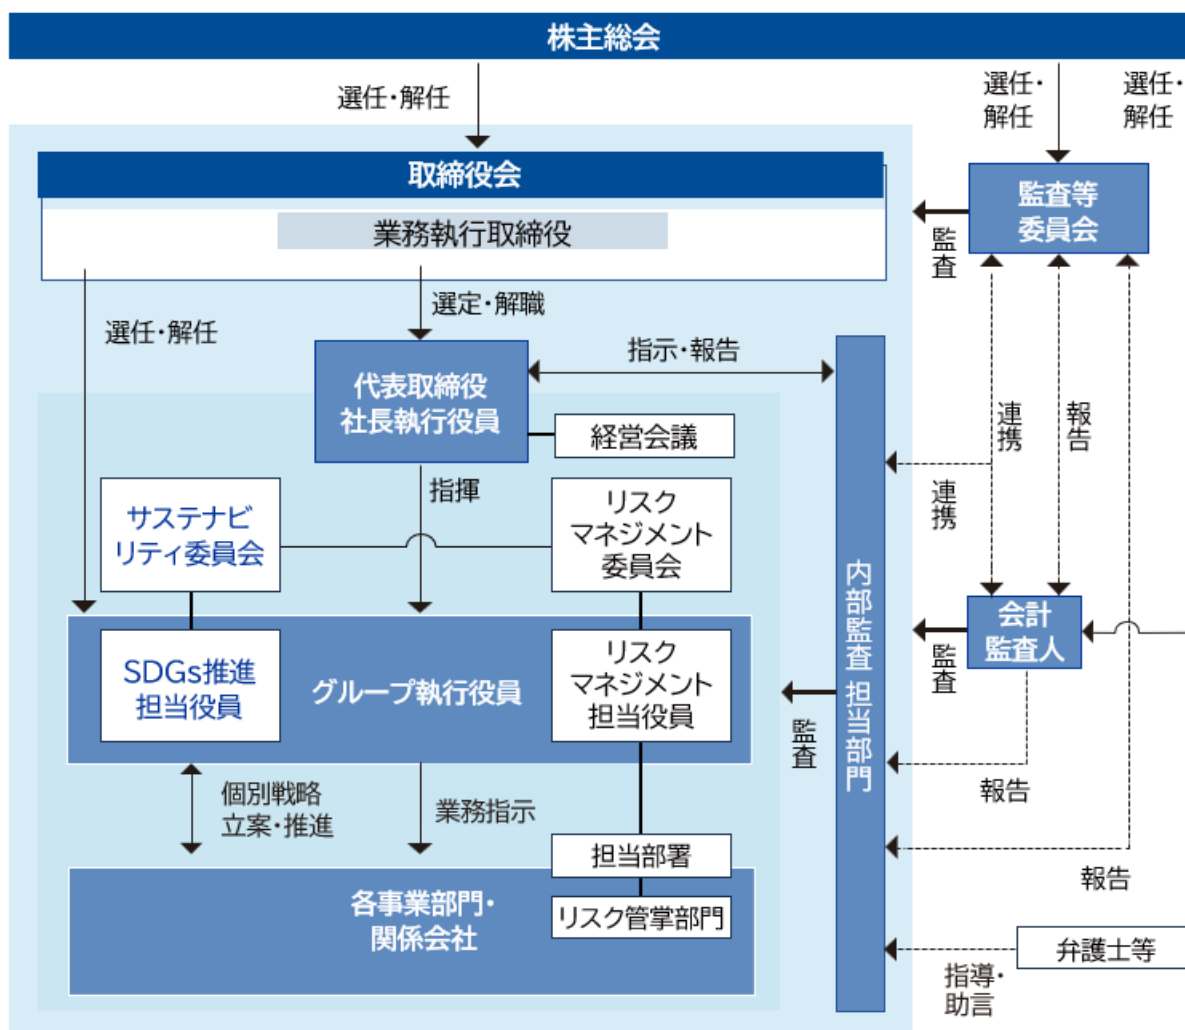 株主総会
選任・解任
選任・
解任
選任・
解任
取締役会
業務執行取締役
監査等
委員会
監査
選任・解任
選定・解職
指示・報告
代表取締役
社長執行役員
経営会議
連携
報告
連携
指揮
サステナビ
リティ委員会
リスク
マネジメント
委員会
内部監査 担当部門
会計
監査人
監査
SDGs推進
担当役員
グループ執行役員
リスク
マネジメント
担当役員
監査
報告
個別戦略
立案・推進
業務指示
担当部署
報告
各事業部門・
関係会社
リスク管掌部門
弁護士等
指導・
助言